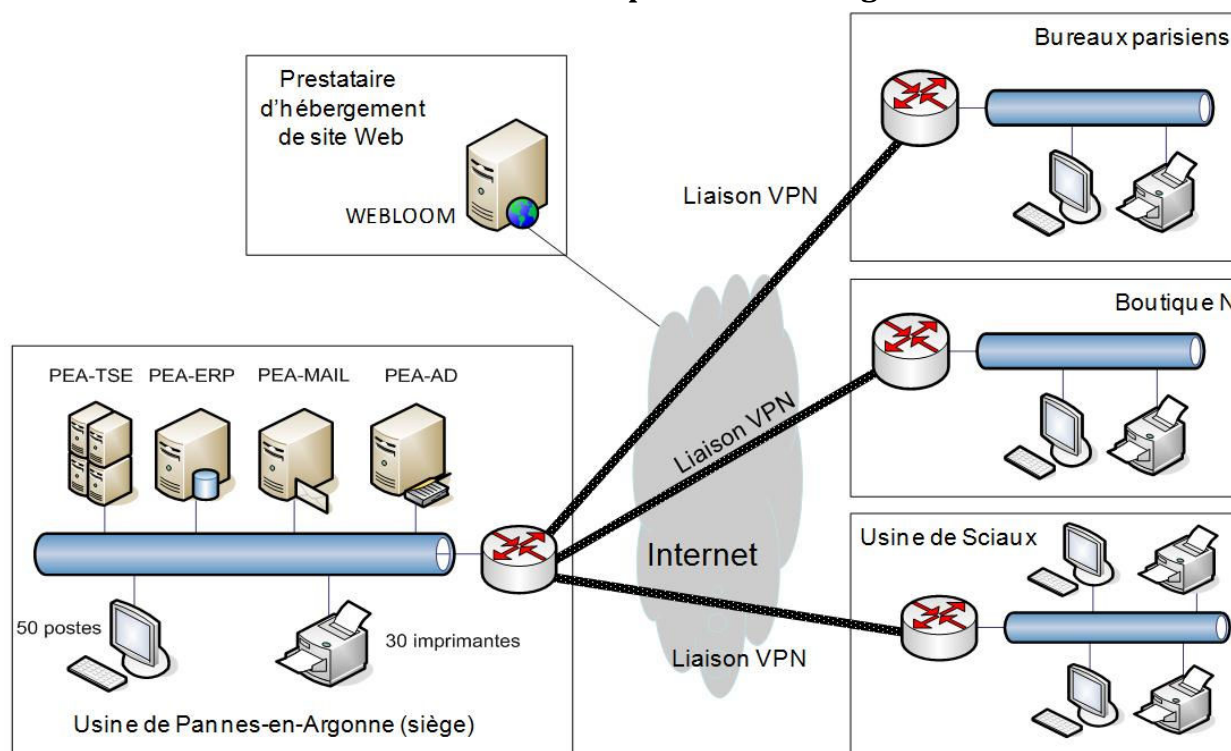 Bureaux parisiens
Prestataire
d'hébergement
de site Web
WEBLOOM
Liaison VPN
Boutique N
PEA-TSE
PEA-ERP
PEA-MAIL
PEA-AD
Liaison VPN
Internet
Usine de Sciaux
50 postes
30 imprimantes
Liaison VPN
Usine de Pannes-en-Argonne (siège)